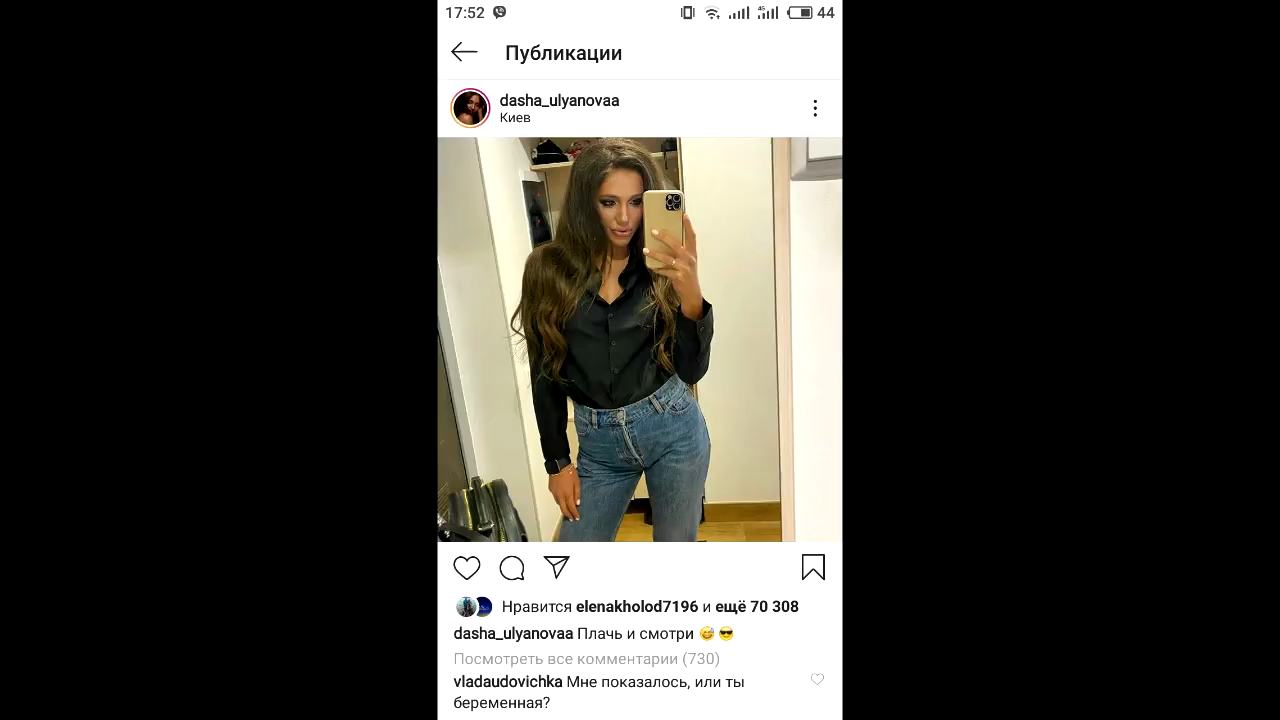 17:52 44
Публикации
dasha_ulyanovaa
Киев
Нравится elenakholod7196 и ещё 70 308
dasha_ulyanovaa Плачь и смотри 😅 😎
Посмотреть все комментарии (730)
vladaudovichka Мне показалось, или ты
беременная?